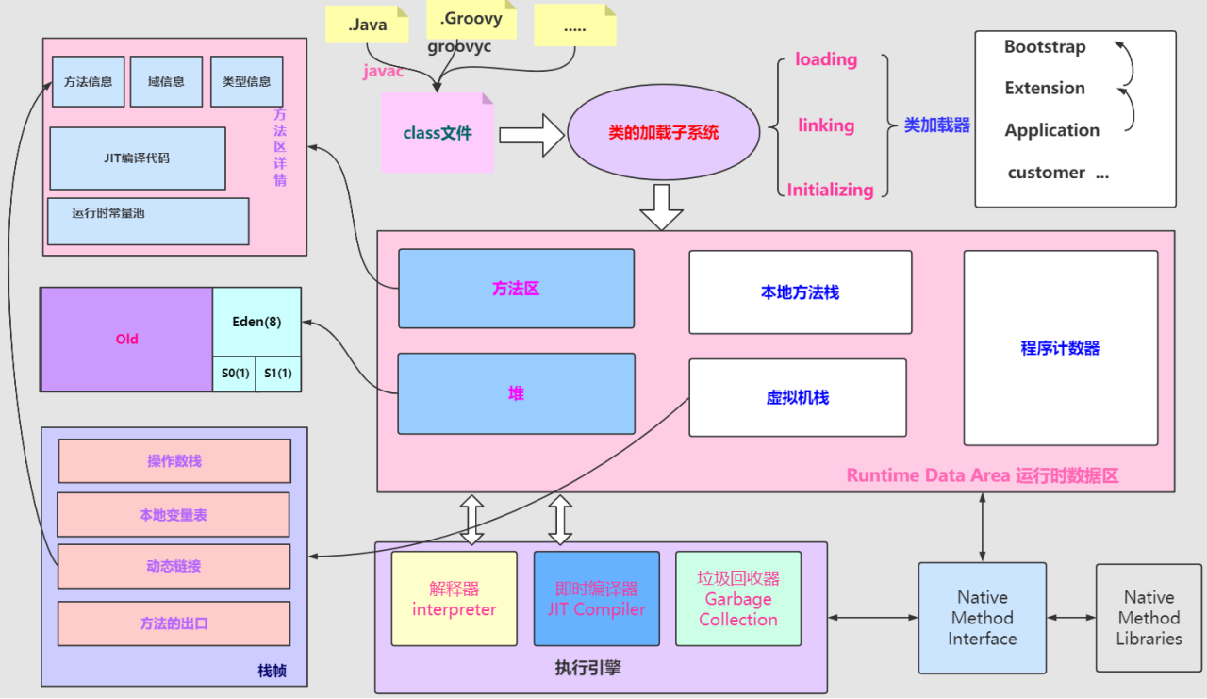 .Java
.Groovy
.....
groovyc
javac
class文件
类的加载子系统
loading
linking
Initializing
类加载器
Bootstrap
Extension
Application
customer ...
方法信息
域信息
类型信息
方法区详情
JIT编译代码
运行时常量池
方法区
本地方法栈
程序计数器
堆
虚拟机栈
Runtime Data Area 运行时数据区
Old
Eden(8)
S0(1)
S1(1)
操作数栈
本地变量表
动态链接
方法的出口
栈帧
解释器
interpreter
即时编译器
JIT Compiler
垃圾回收器
Garbage
Collection
执行引擎
Native
Method
Interface
Native
Method
Libraries